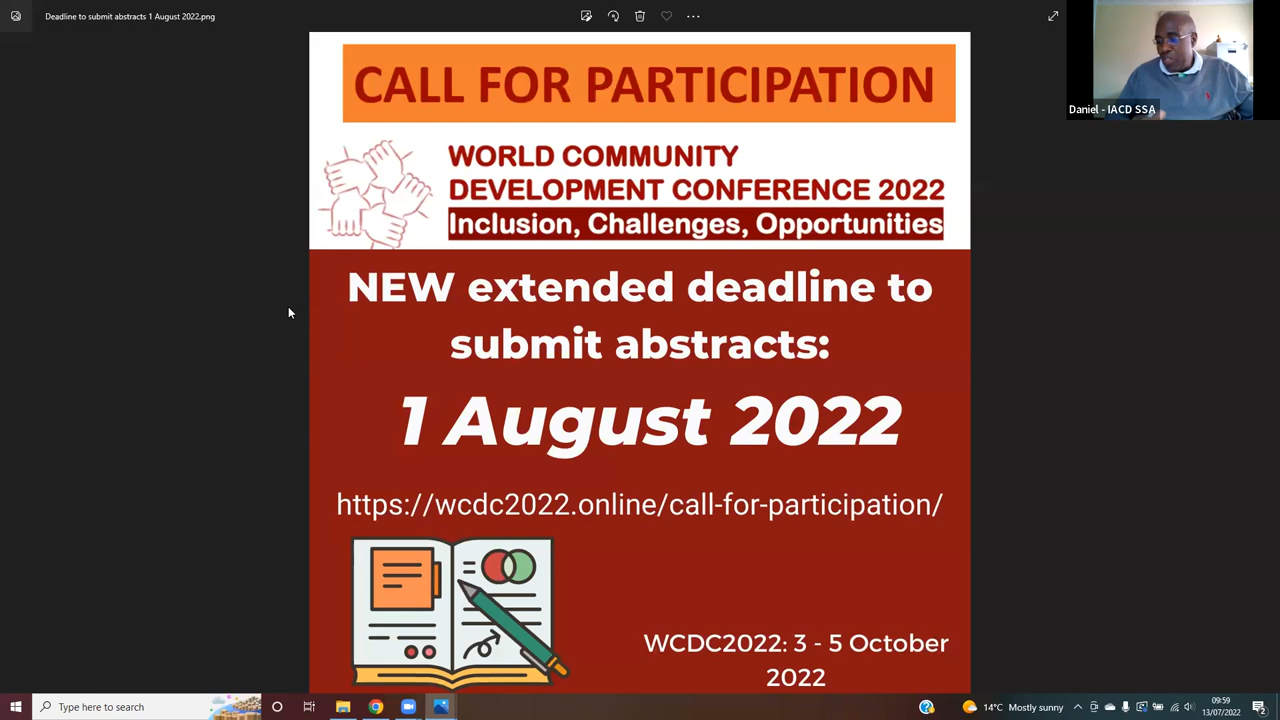 Deadline to submit abstracts 1 August 2022.png
Daniel - IACD SSA
CALL FOR PARTICIPATION
WORLD COMMUNITY
DEVELOPMENT CONFERENCE 2022
Inclusion, Challenges, Opportunities
NEW extended deadline to
submit abstracts:
1 August 2022
https://wcdc2022.online/call-for-participation/
WCDC2022: 3 - 5 October
2022
Type here to search
14°C Mostly sunny
09:59
13/07/2022
2